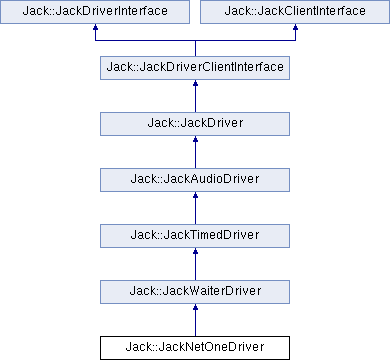 Jack::JackDriverInterface
Jack::JackClientInterface
Jack::JackDriverClientInterface
Jack::JackDriver
Jack::JackAudioDriver
Jack::JackTimedDriver
Jack::JackWaiterDriver
Jack::JackNetOneDriver